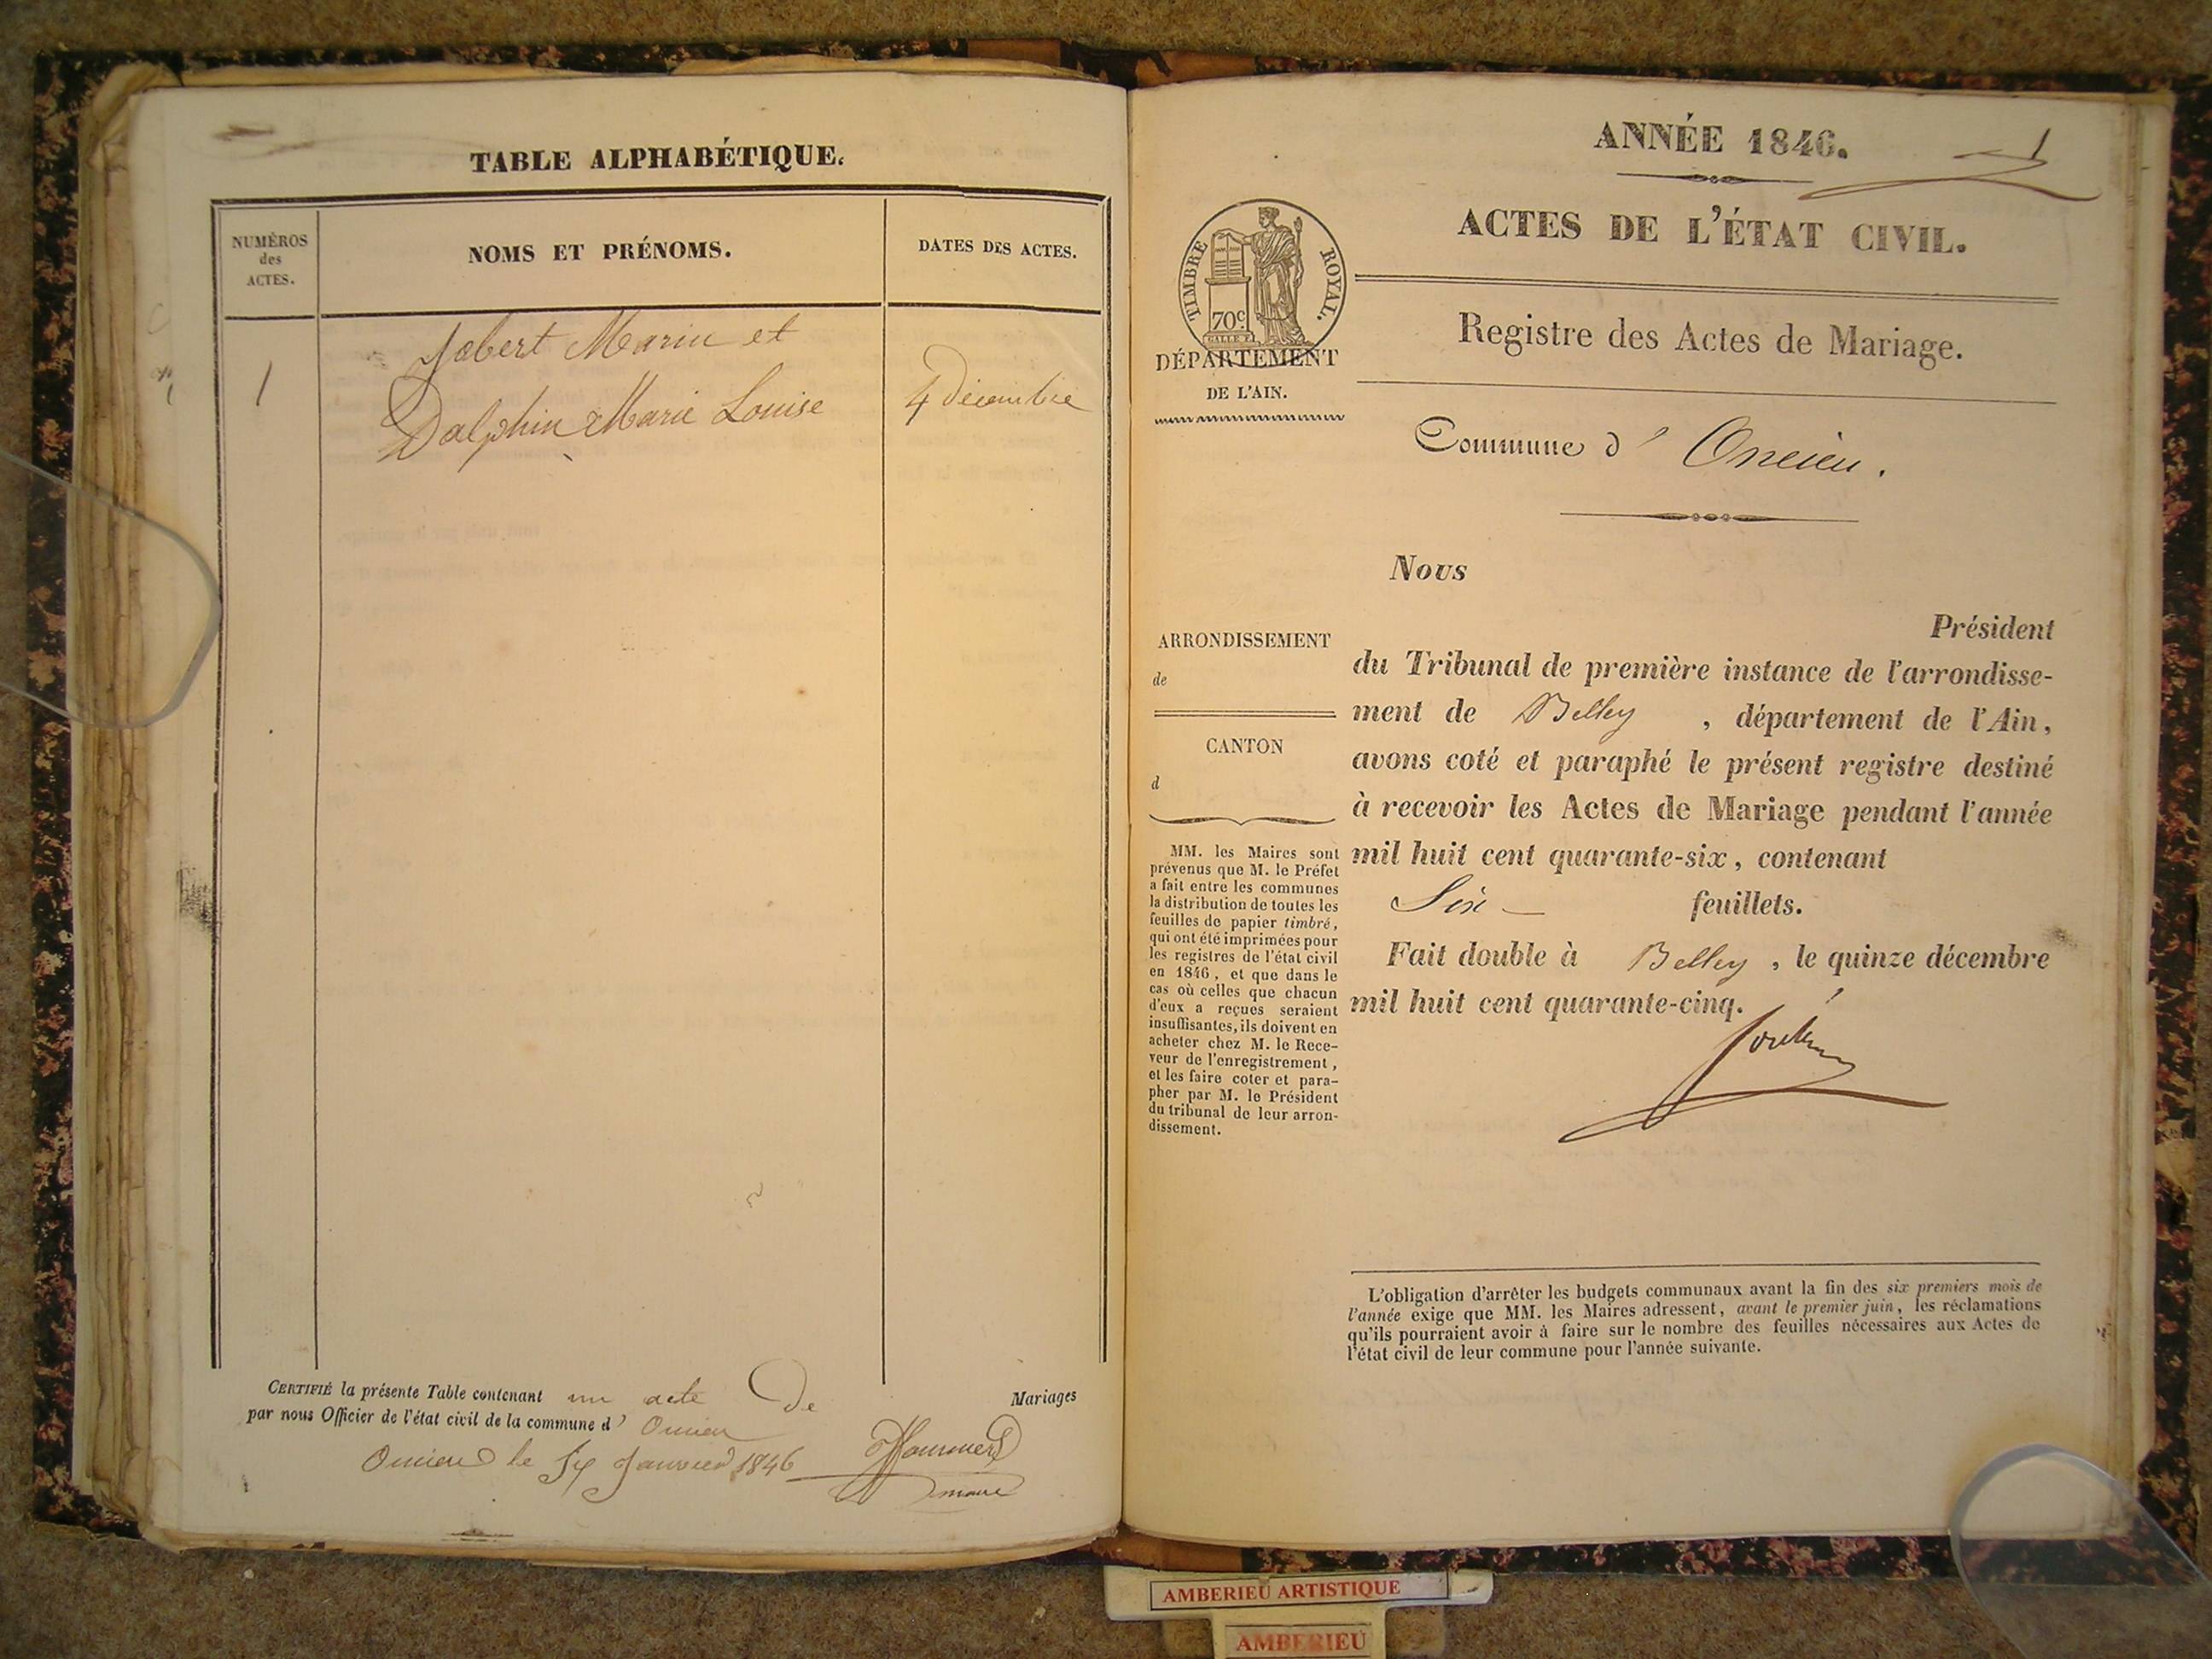 TABLE ALPHABÉTIQUE.
NUMÉROS
des
ACTES.
NOMS ET PRÉNOMS.
DATES DES ACTES.
Jobert Marin et
1
Dalphin Marie Louise
4 décembre
CERTIFIÉ la présente Table contenant un acte De Mariages
par nous Officier de l'état civil de la commune d' Oncieu
Oncieu le Janvier 1846
maire
ANNÉE 1846.
1
ACTES DE L'ÉTAT CIVIL.
TIMBRE ROYAL.
70c.
DÉPARTEMENT
DE L'AIN.
Registre des Actes de Mariage.
Commune d' Oncieu.
Nous
Président
du Tribunal de première instance de l'arrondisse-
ment de Belley , département de l'Ain,
avons coté et paraphé le présent registre destiné
à recevoir les Actes de Mariage pendant l'année
mil huit cent quarante-six, contenant
Six feuillets.
Fait double à Belley , le quinze décembre
mil huit cent quarante-cinq.
ARRONDISSEMENT
de
CANTON
d
MM. les Maires sont
prévenus que M. le Préfet
a fait entre les communes
la distribution de toutes les
feuilles de papier timbré,
qui ont été imprimées pour
les registres de l'état civil
en 1846, et que dans le
cas où celles que chacun
d'eux a reçues seraient
insuffisantes, ils doivent en
acheter chez M. le Rece-
veur de l'enregistrement,
et les faire coter et para-
pher par M. le Président
du tribunal de leur arron-
dissement.
L'obligation d'arrêter les budgets communaux avant la fin des six premiers mois de
l'année exige que MM. les Maires adressent, avant le premier juin, les réclamations
qu'ils pourraient avoir à faire sur le nombre des feuilles nécessaires aux Actes de
l'état civil de leur commune pour l'année suivante.
AMBERIEU ARTISTIQUE
AMBERIEU